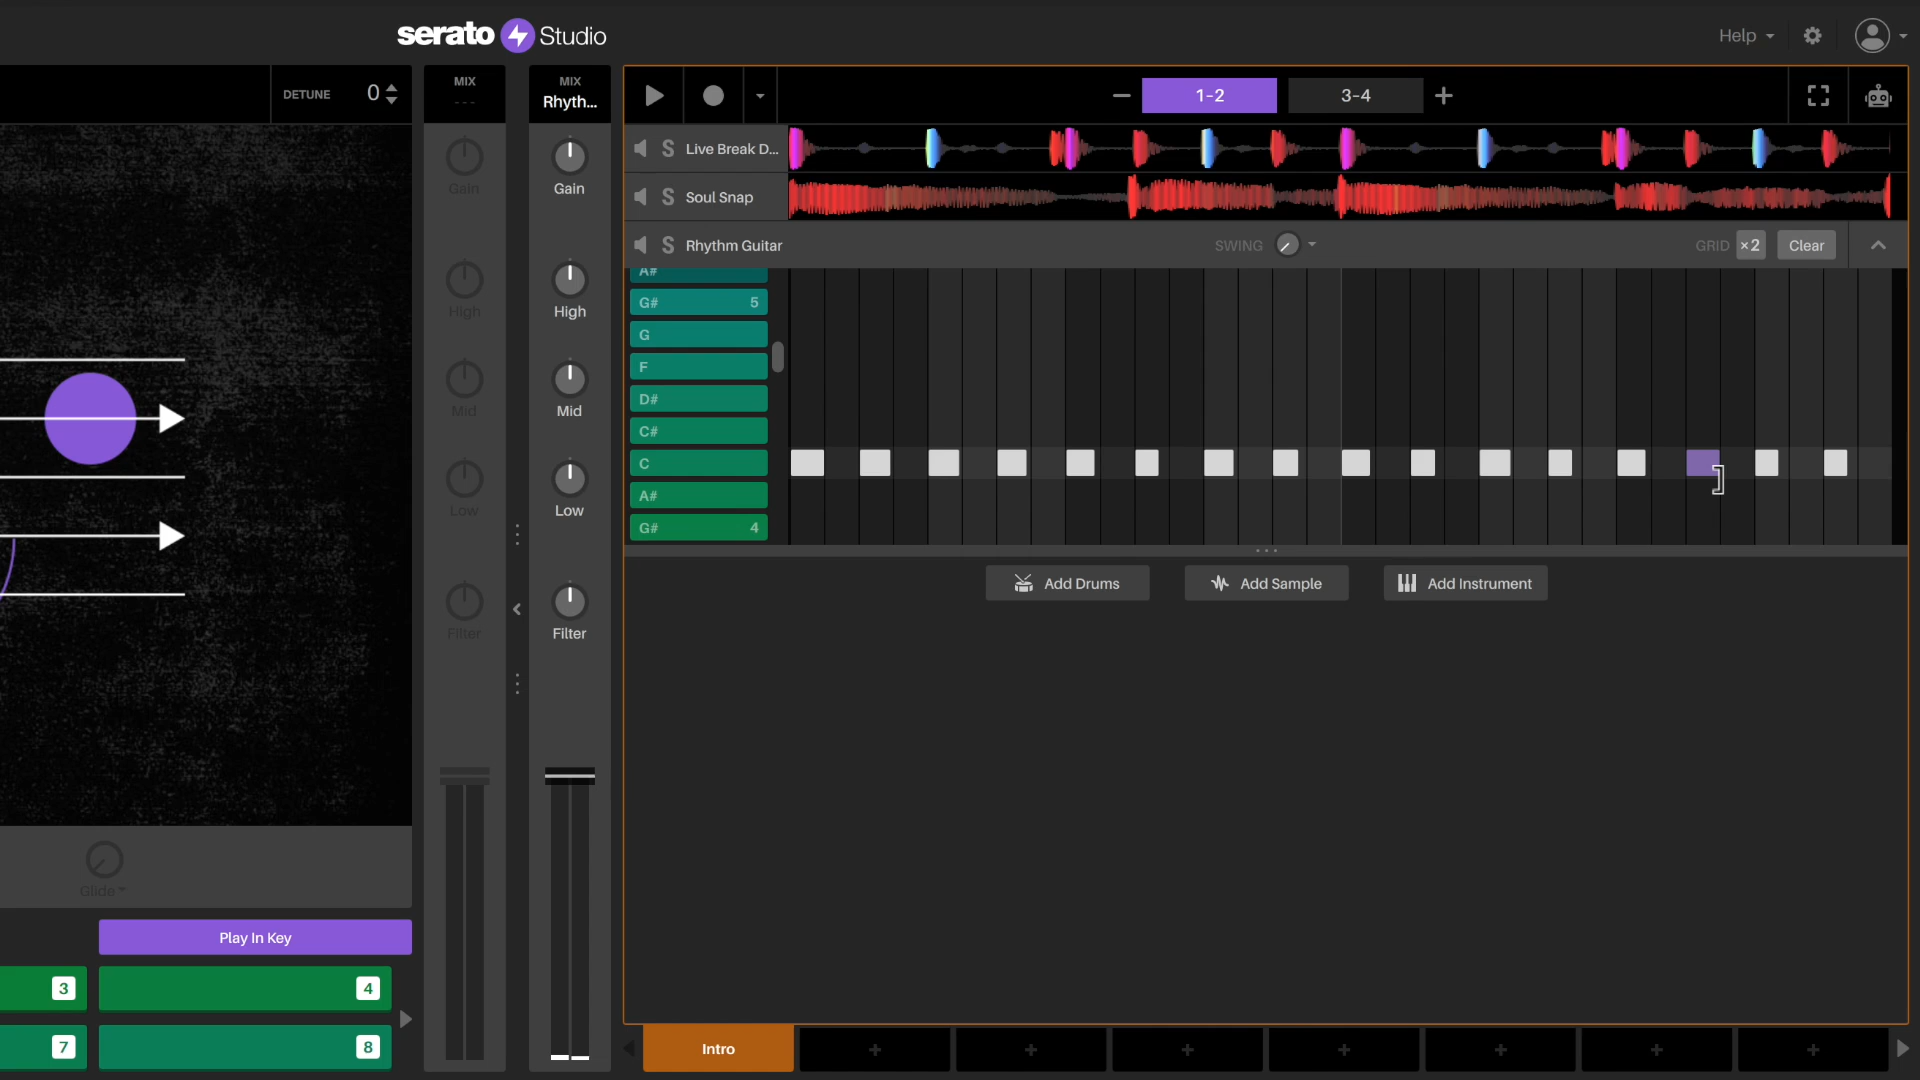 serato Studio
Help
DETUNE 0
MIX
---
MIX
Rhyth...
1-2
3-4
S Live Break D...
S Soul Snap
S Rhythm Guitar
SWING
GRID ×2 Clear
Gain
Gain
High
High
Mid
Mid
Low
Low
Filter
Filter
A#
G# 5
G
F
D#
C#
C
A#
G# 4
Add Drums
Add Sample
Add Instrument
Glide™
Play In Key
3
4
7
8
Intro